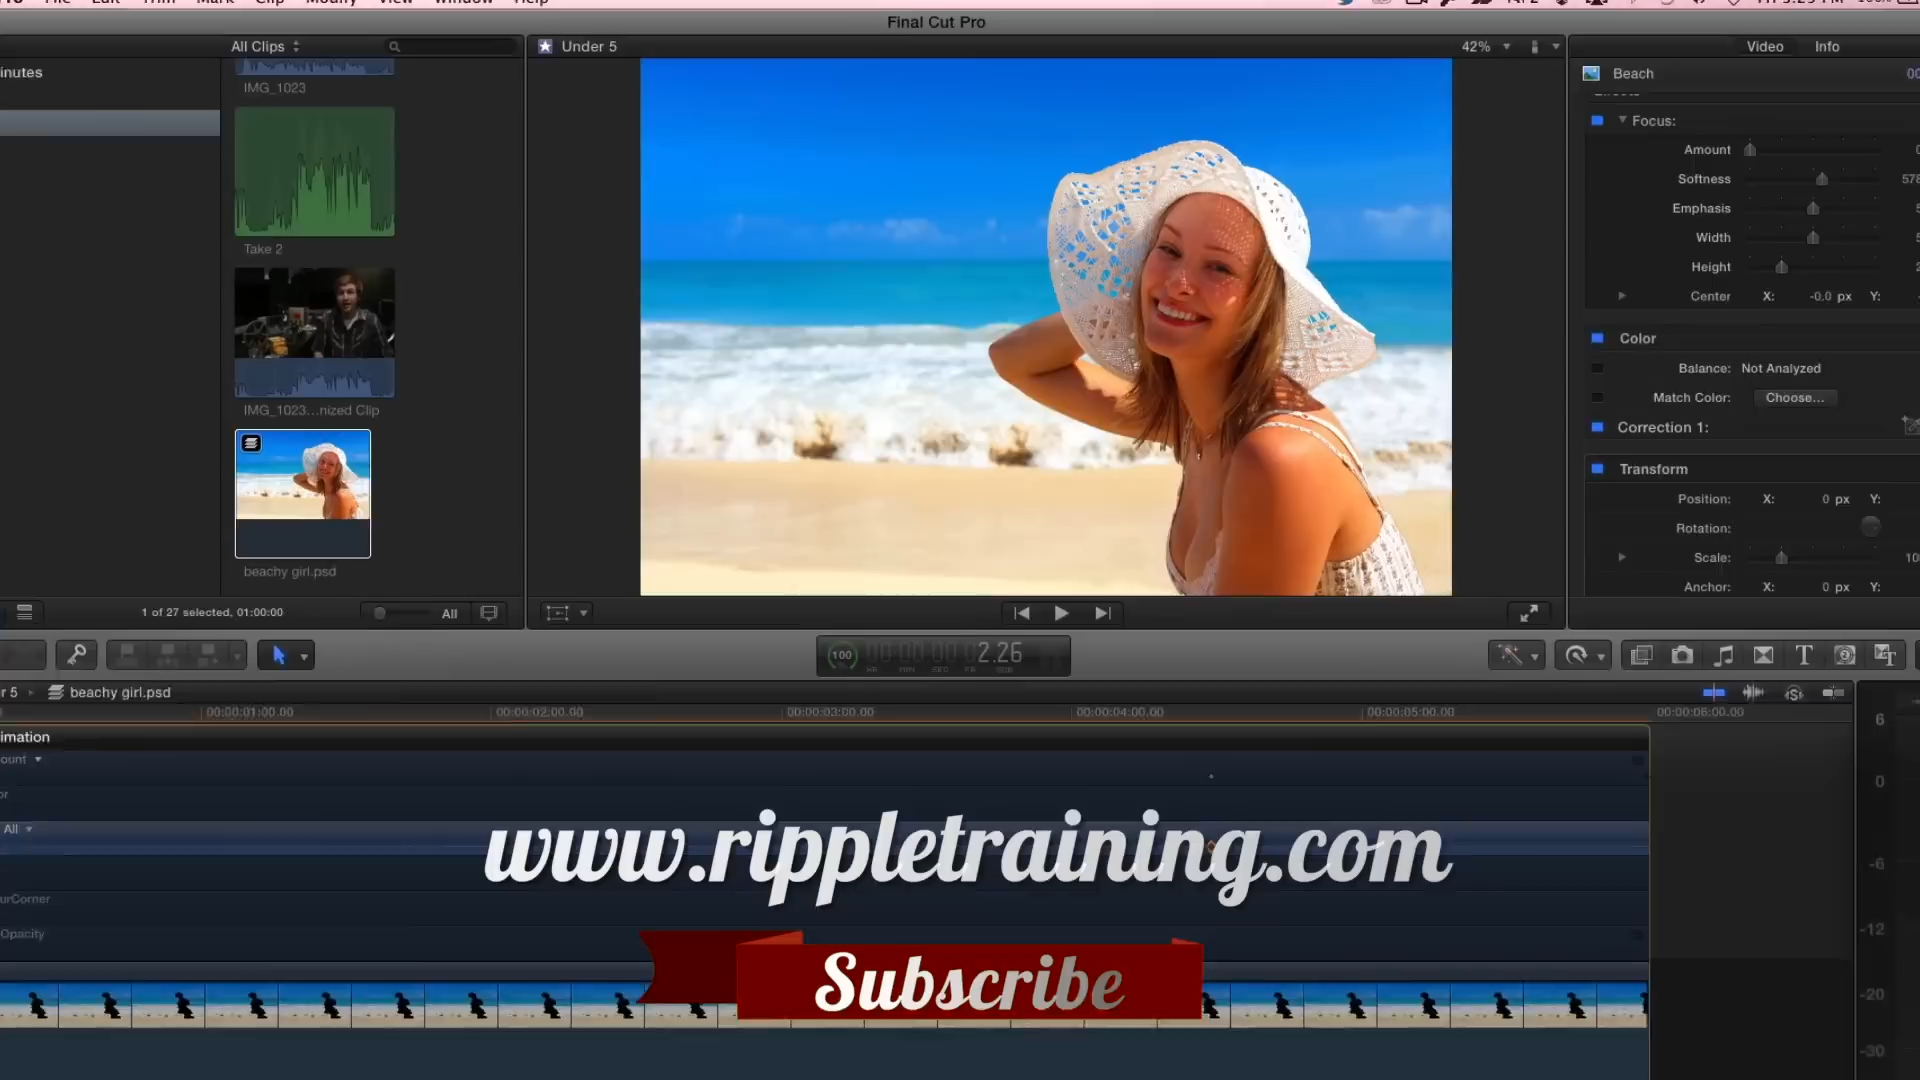 File Edit Trim Mark Clip Modify View Window Help
Final Cut Pro
All Clips
Under 5
42%
Video Info
inutes
Beach
IMG_1023
Focus:
Amount
Softness 578
Emphasis
Width
Height
Center X: -0.0 px Y:
Take 2
Color
Balance: Not Analyzed
Match Color: Choose...
IMG_1023...nized Clip
Correction 1:
Transform
Position: X: 0 px Y:
Rotation:
Scale: 10
Anchor: X: 0 px Y:
beachy girl.psd
1 of 27 selected, 01:00:00
All
100
2.26
HR MIN SEC FR
r 5 beachy girl.psd
00:00:01:00.00 00:00:02:00.00 00:00:03:00.00 00:00:04:00.00 00:00:05:00.00 00:00:06:00.00
6
imation
ount
0
or
All
www.rippletraining.com
-6
urCorner
Opacity
-12
Subscribe
-20
-30